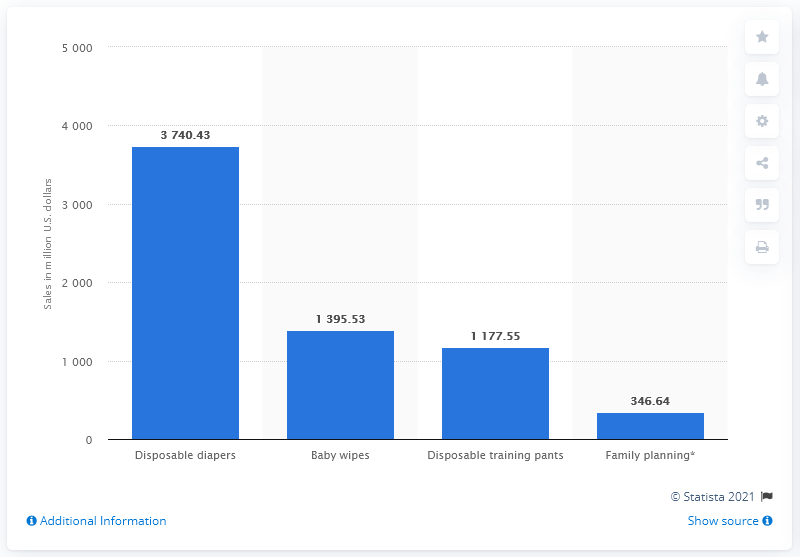 5 000
4 000
3 000
2 000
1 000
0
Sales in million U.S. dollars
3 740.43
1 395.53
1 177.55
346.64
Disposable diapers
Baby wipes
Disposable training pants
Family planning*
© Statista 2021
Additional Information
Show source